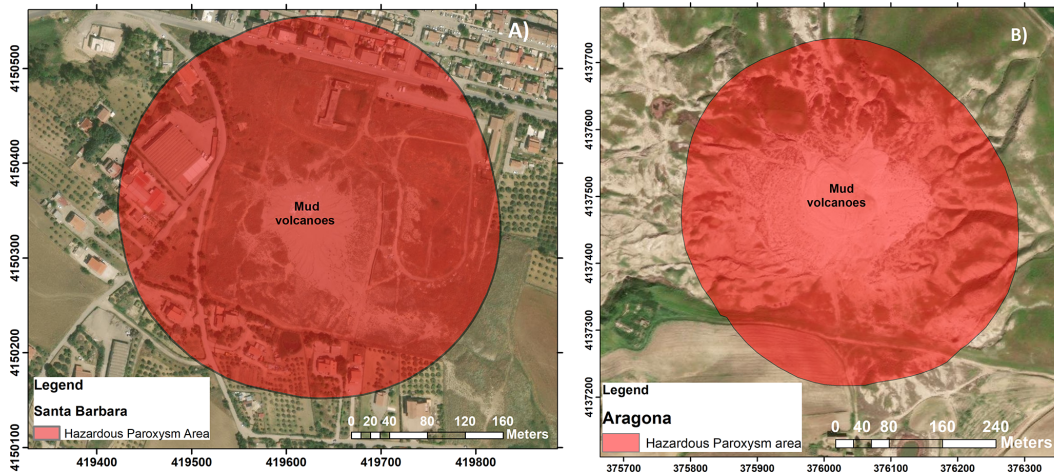 A)
Mud
volcanoes
4150500
4150400
4150300
4150200
4150100
Legend
Santa Barbara
Hazardous Paroxysm Area
0 20 40 80 120 160
Meters
419400 419500 419600 419700 419800
B)
Mud
volcanoes
4137700
4137600
4137500
4137400
4137300
4137200
Legend
Aragona
Hazardous Paroxysm area
0 40 80 160 240
Meters
375700 375800 375900 376000 376100 376200 376300